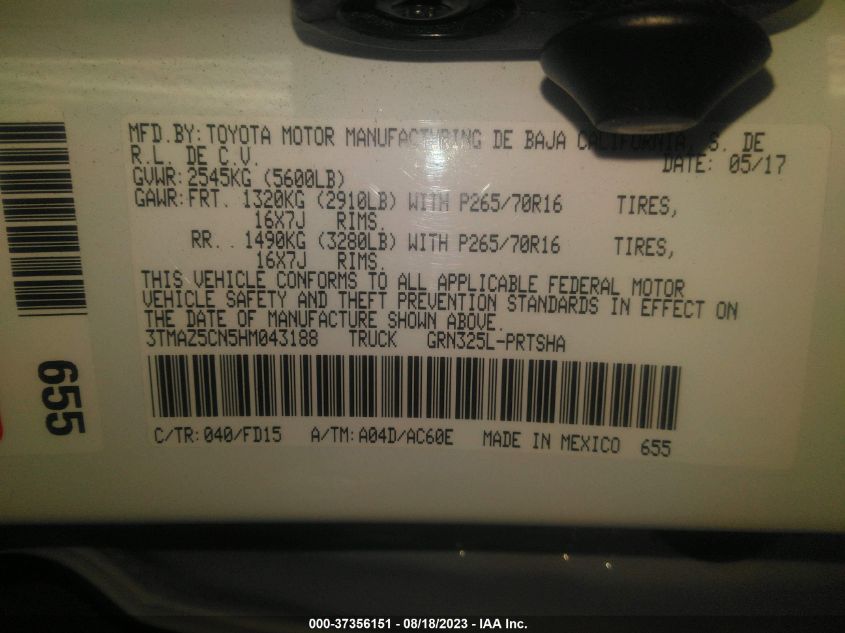 MFD.BY:TOYOTA MOTOR MANUFACTURING DE BAJA CALIFORNIA, S. DE
R.L. DE C.V. DATE: 05/17
GVWR:2545KG (5600LB)
GAWR:FRT. 1320KG (2910LB) WITH P265/70R16 TIRES,
16X7J RIMS.
RR. . 1490KG (3280LB) WITH P265/70R16 TIRES,
16X7J RIMS.
THIS VEHICLE CONFORMS TO ALL APPLICABLE FEDERAL MOTOR
VEHICLE SAFETY AND THEFT PREVENTION STANDARDS IN EFFECT ON
THE DATE OF MANUFACTURE SHOWN ABOVE.
3TMAZ5CN5HM043188 TRUCK GRN325L-PRTSHA
C/TR:040/FD15 A/TM:A04D/AC60E MADE IN MEXICO 655
655
000-37356151 - 08/18/2023 - IAA Inc.